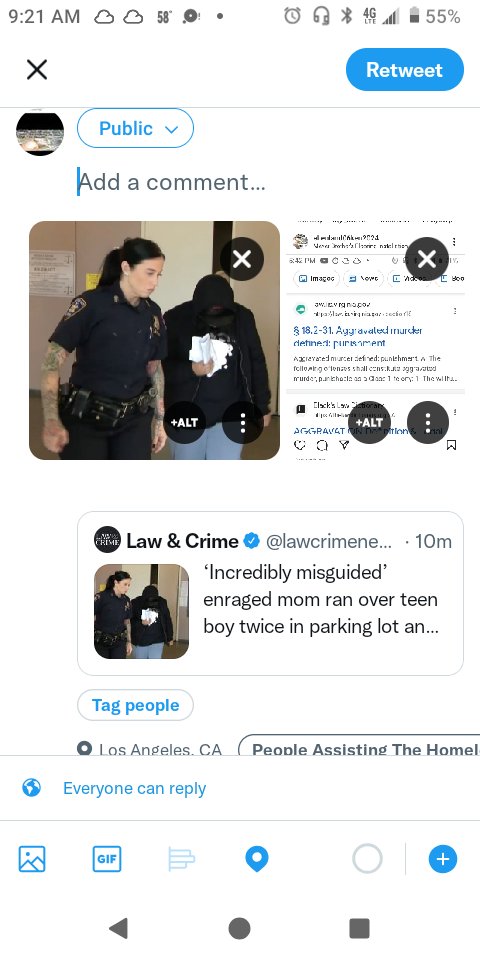 9:21 AM 58° 4G LTE 55%
Retweet
Public
Add a comment...
+ALT
Images News
law.lis.virginia.gov
§ 18.2-31. Aggravated murder
defined; punishment
Aggravated murder defined; punishment. A. The
following offenses shall constitute aggravated
murder, punishable as a Class 1 felony: 1. The willfu...
Black's Law Dictionary
+ALT
LAW&
CRIME
Law & Crime @lawcrimene... · 10m
‘Incredibly misguided’
enraged mom ran over teen
boy twice in parking lot an...
Tag people
Los Angeles, CA People Assisting The Homel
Everyone can reply
GIF